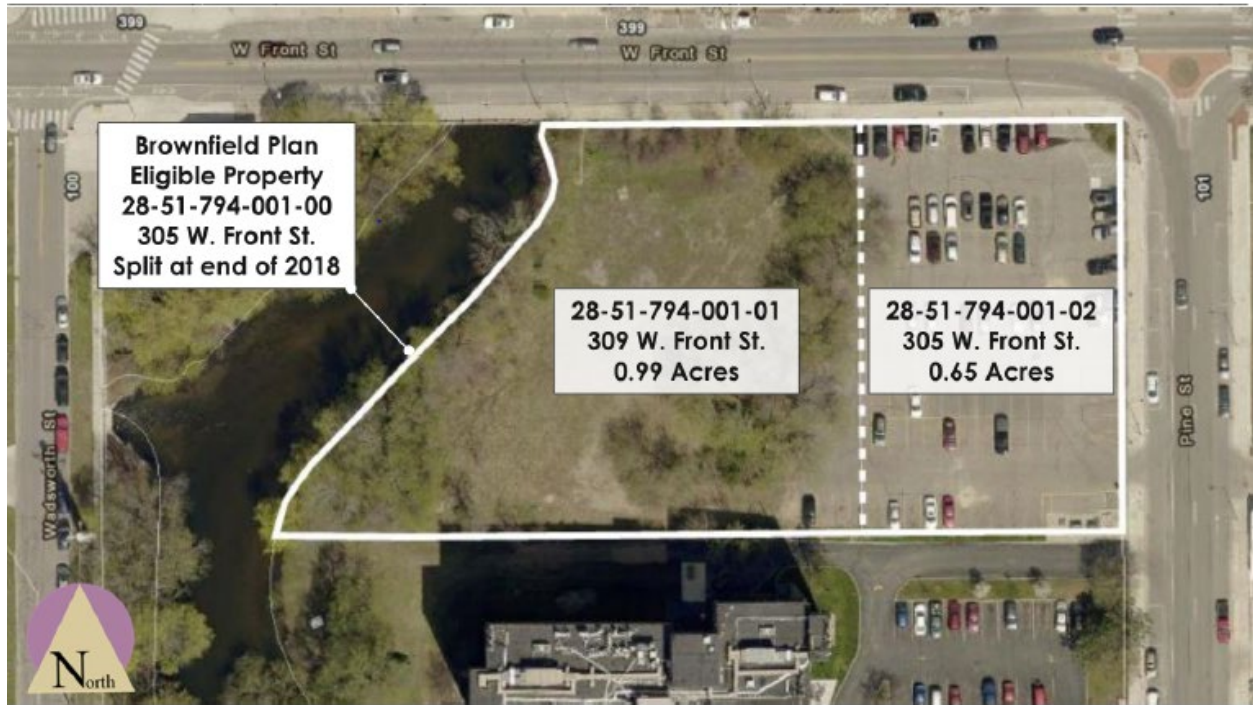 399
399
W Front St
W Front St
Brownfield Plan
Eligible Property
28-51-794-001-00
305 W. Front St.
Split at end of 2018
100
101
28-51-794-001-01
309 W. Front St.
0.99 Acres
28-51-794-001-02
305 W. Front St.
0.65 Acres
Wadsworth St
Pine St
North